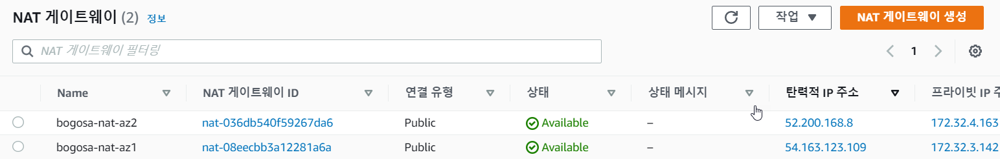 NAT 게이트웨이 (2) 정보 작업 NAT 게이트웨이 생성
NAT 게이트웨이 필터링 1
Name NAT 게이트웨이 ID 연결 유형 상태 상태 메시지 탄력적 IP 주소 프라이빗 IP 주
bogosa-nat-az2 nat-036db540f59267da6 Public Available – 52.200.168.8 172.32.4.163
bogosa-nat-az1 nat-08eecbb3a12281a6a Public Available – 54.163.123.109 172.32.3.142